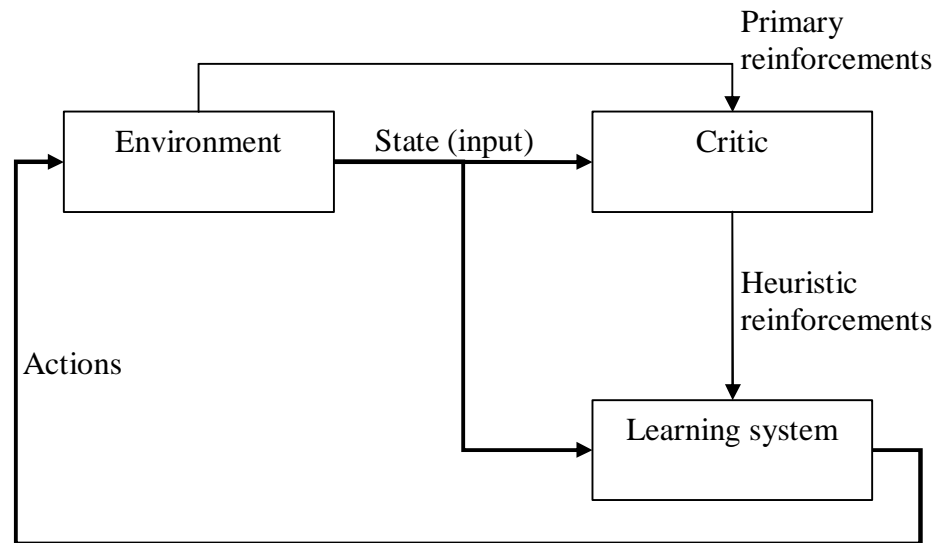 Primary
reinforcements
Environment
State (input)
Critic
Heuristic
reinforcements
Actions
Learning system